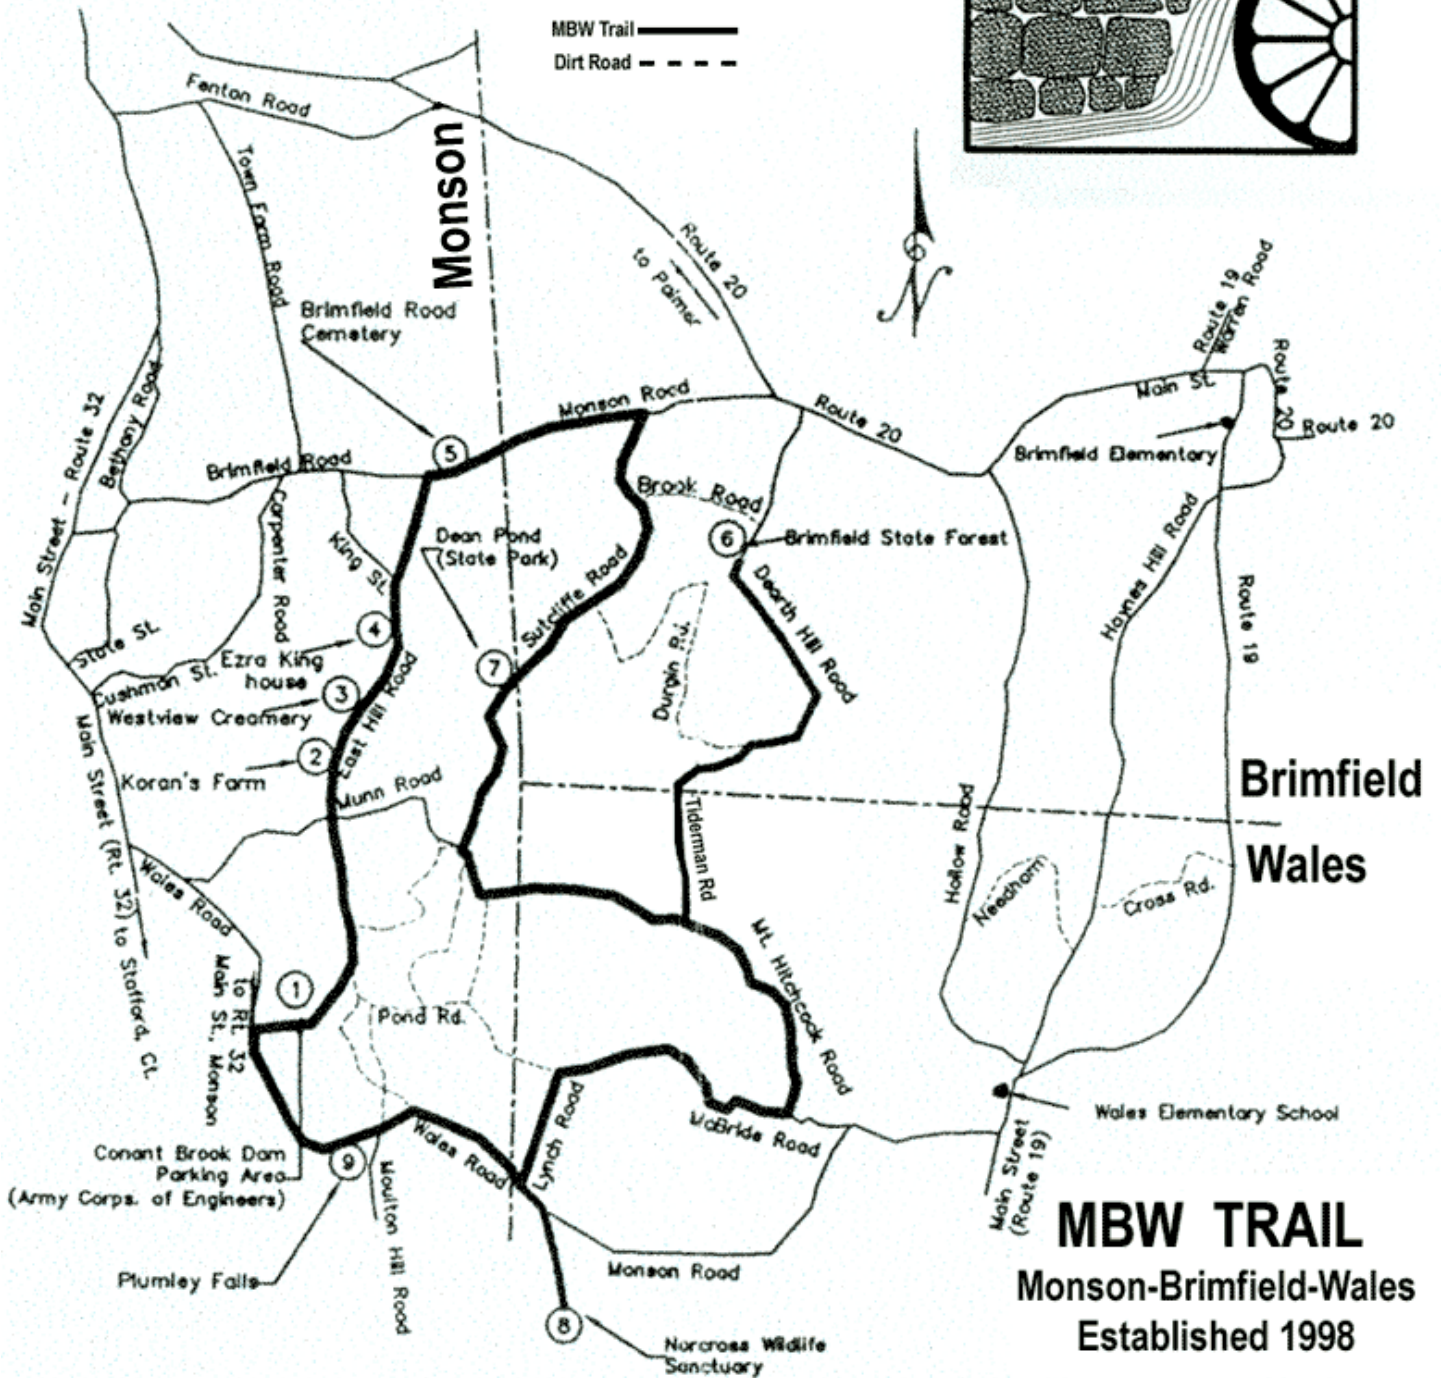 MBW Trail
Dirt Road
Fenton Road
Town Farm Road
Monson
Route 20
to Palmer
Brimfield Road
Cemetery
Main Street - Route 32
Bethany Road
Brimfield Road
5
Monson Road
Route 20
Route 19
Warren Road
Main St.
Route 20
Route 20
Brimfield Elementary
Carpenter Road
King St.
Dean Pond
(State Park)
Brook Road
6
Brimfield State Forest
Haynes Hill Road
Route 19
State St.
Cushman St.
Ezra King
house
4
Sutcliffe Road
7
Durgin Rd.
Dearth Hill Road
3
Westview Creamery
East Hill Road
2
Koran's Farm
Munn Road
Main Street (Rt. 32) to Stafford, Ct.
Wales Road
Tiderman Rd
Hollow Road
Brimfield
Wales
Needham
Cross Rd.
Mt. Hitchcock Road
1
to Rt. 32
Main St., Monson
Pond Rd.
Conant Brook Dam
Parking Area
(Army Corps. of Engineers)
9
Wales Road
Lynch Road
McBride Road
Wales Elementary School
Main Street
(Route 19)
Moulton Hill Road
Plumley Falls
Monson Road
8
Norcross Wildlife
Sanctuary
MBW TRAIL
Monson-Brimfield-Wales
Established 1998
N